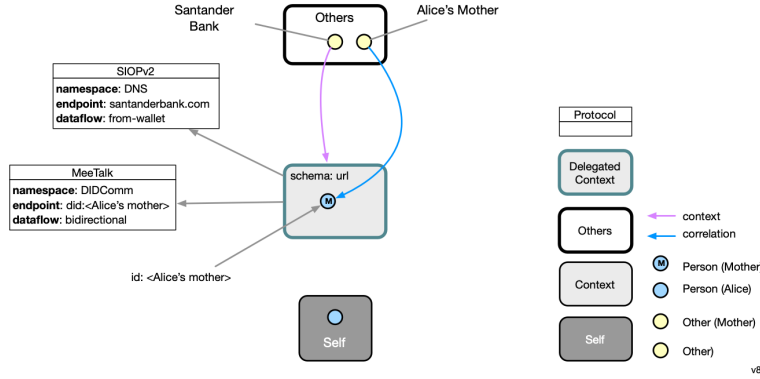 Santander
Bank
Others
Alice's Mother
SIOPv2
namespace: DNS
endpoint: santanderbank.com
dataflow: from-wallet
MeeTalk
namespace: DIDComm
endpoint: did:<Alice's mother>
dataflow: bidirectional
schema: url
M
id: <Alice's mother>
Self
Protocol
Delegated
Context
Others
context
correlation
Context
M
Person (Mother
Person (Alice)
Self
Other (Mother)
Other)
v8